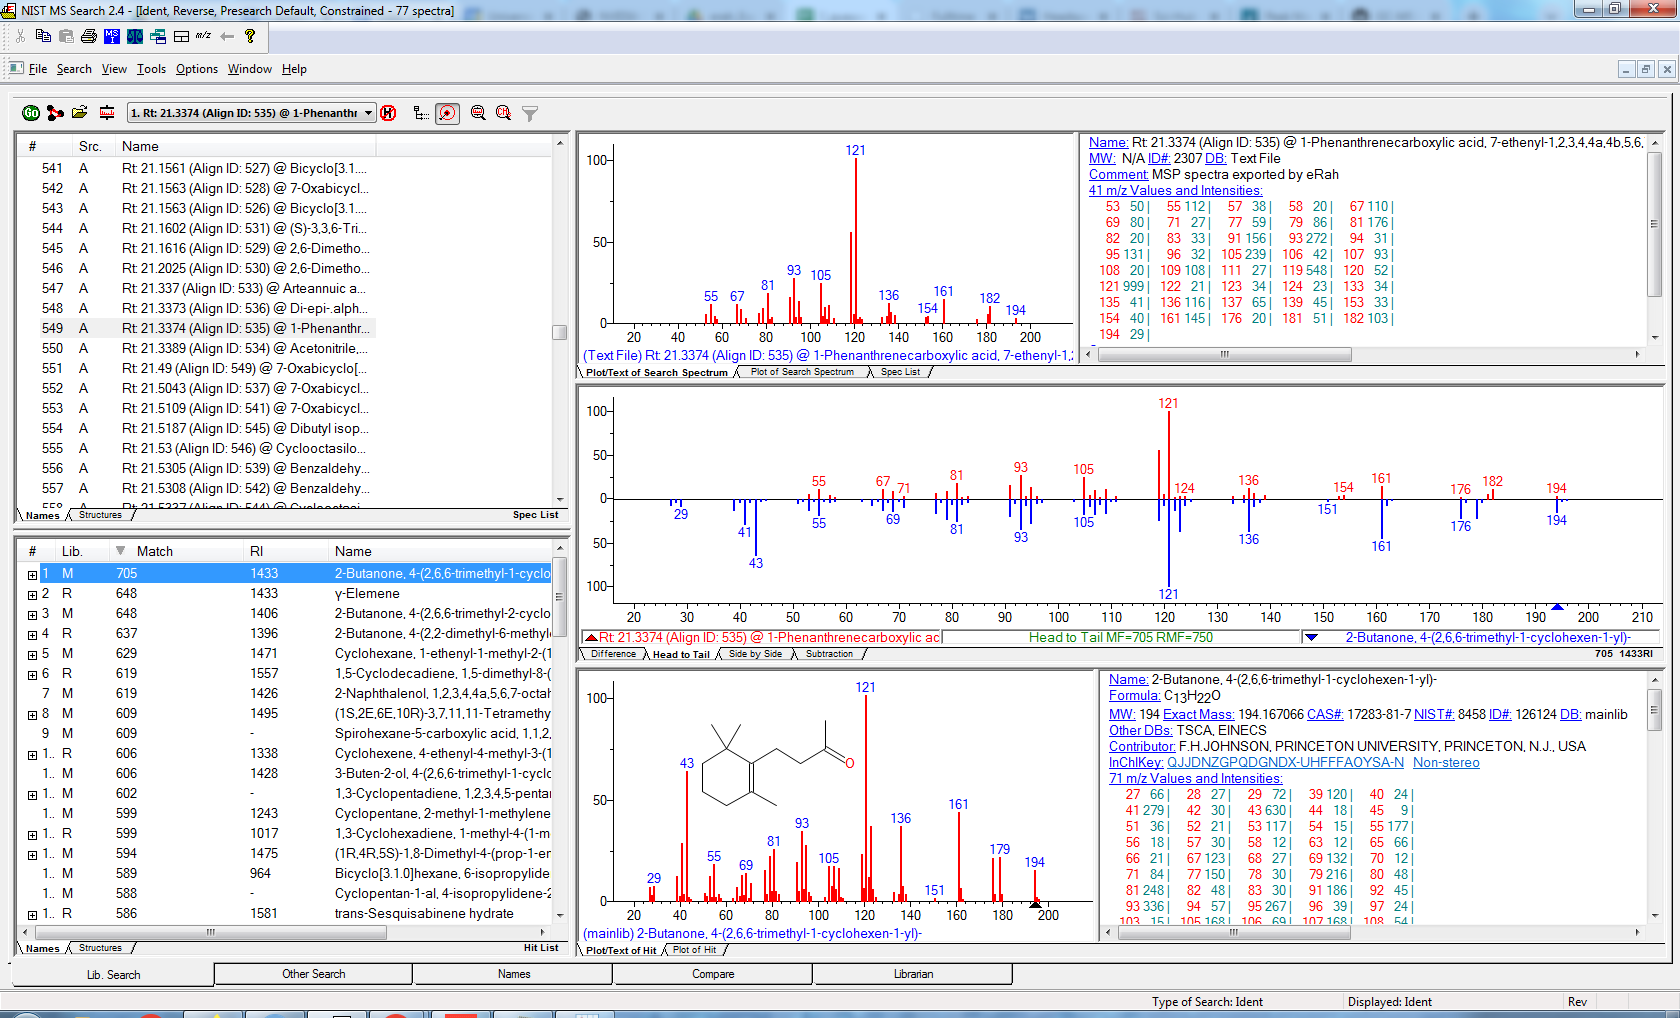 NIST MS Search 2.4 - [Ident, Reverse, Presearch Default, Constrained - 77 spectra]
File Search View Tools Options Window Help
1. Rt: 21.3374 (Align ID: 535) @ 1-Phenanthr
# Src. Name
541 A Rt: 21.1561 (Align ID: 527) @ Bicyclo[3.1....
542 A Rt: 21.1563 (Align ID: 528) @ 7-Oxabicycl...
543 A Rt: 21.1563 (Align ID: 526) @ Bicyclo[3.1....
544 A Rt: 21.1602 (Align ID: 531) @ (S)-3,3,6-Tri...
545 A Rt: 21.1616 (Align ID: 529) @ 2,6-Dimetho...
546 A Rt: 21.2025 (Align ID: 530) @ 2,6-Dimetho...
547 A Rt: 21.337 (Align ID: 533) @ Arteannuic a...
548 A Rt: 21.3373 (Align ID: 536) @ Di-epi-.alph...
549 A Rt: 21.3374 (Align ID: 535) @ 1-Phenanthr...
550 A Rt: 21.3389 (Align ID: 534) @ Acetonitrile,...
551 A Rt: 21.49 (Align ID: 549) @ 7-Oxabicyclo[...
552 A Rt: 21.5043 (Align ID: 537) @ 7-Oxabicycl...
553 A Rt: 21.5109 (Align ID: 541) @ 7-Oxabicycl...
554 A Rt: 21.5187 (Align ID: 545) @ Dibutyl isop...
555 A Rt: 21.53 (Align ID: 546) @ Cyclooctasilo...
556 A Rt: 21.5305 (Align ID: 539) @ Benzaldehy...
557 A Rt: 21.5308 (Align ID: 542) @ Benzaldehy...
558 A Rt: 21.5337 (Align ID: 544) @ Cyclooctasi...
Names Structures Spec List
100 50 0
121
55 67 81 93 105 136 154 161 182 194
20 40 60 80 100 120 140 160 180 200
(Text File) Rt: 21.3374 (Align ID: 535) @ 1-Phenanthrenecarboxylic acid, 7-ethyl-1,2
Plot/Text of Search Spectrum Plot of Search Spectrum Spec List
Name: Rt: 21.3374 (Align ID: 535) @ 1-Phenanthrenecarboxylic acid, 7-ethyl-1,2,3,4,4a,4b,5,6,
MW: N/A ID#: 2307 DB: Text File
Comment: MSP spectra exported by eRah
41 m/z Values and Intensities:
53 50| 55 112| 57 38| 58 20| 67 110|
69 80| 71 27| 77 59| 79 86| 81 176|
82 20| 83 33| 91 156| 93 272| 94 31|
95 131| 96 32| 105 239| 106 42| 107 93|
108 20| 109 108| 111 27| 119 548| 120 52|
121 999| 122 21| 123 34| 124 23| 133 34|
135 41| 136 116| 137 65| 139 45| 153 33|
154 40| 161 145| 176 20| 181 51| 182 103|
194 29|
100 50 0 50 100
121
55 67 71 81 93 105 124 136 154 161 176 182 194
29 41 43 55 69 81 93 105 121 136 151 161 176 194
20 30 40 50 60 70 80 90 100 110 120 130 140 150 160 170 180 190 200 210
Rt: 21.3374 (Align ID: 535) @ 1-Phenanthrenecarboxylic ac Head to Tail MF=705 RMF=750 2-Butanone, 4-(2,6,6-trimethyl-1-cyclohexen-1-yl)-
Difference Head to Tail Side by Side Subtraction 705 1433RI
# Lib. Match RI Name
1 M 705 1433 2-Butanone, 4-(2,6,6-trimethyl-1-cyclo
2 R 648 1433 γ-Elemene
3 M 648 1406 2-Butanone, 4-(2,6,6-trimethyl-2-cyclo
4 R 637 1396 2-Butanone, 4-(2,2-dimethyl-6-methyle
5 M 629 1471 Cyclohexane, 1-ethenyl-1-methyl-2-(1
6 R 619 1557 1,5-Cyclodecadiene, 1,5-dimethyl-8-(
7 M 619 1426 2-Naphthalenol, 1,2,3,4,4a,5,6,7-octah
8 M 609 1495 (1S,2E,6E,10R)-3,7,11,11-Tetramethy
9 M 609 - Spirohexane-5-carboxylic acid, 1,1,2,
1.. R 606 1338 Cyclohexene, 4-ethenyl-4-methyl-3-(1
1.. M 606 1428 3-Buten-2-ol, 4-(2,6,6-trimethyl-1-cycl
1.. M 602 - 1,3-Cyclopentadiene, 1,2,3,4,5-pentar
1.. M 599 1243 Cyclopentane, 2-methyl-1-methylene
1.. R 599 1017 1,3-Cyclohexadiene, 1-methyl-4-(1-m
1.. M 594 1475 (1R,4R,5S)-1,8-Dimethyl-4-(prop-1-en
1.. M 589 964 Bicyclo[3.1.0]hexane, 6-isopropylide
1.. M 588 - Cyclopentan-1-al, 4-isopropylidene-2
1.. R 586 1581 trans-Sesquisabinene hydrate
Names Structures Hit List
100 50 0
121
29 43 55 69 81 93 105 136 151 161 179 194
O
20 40 60 80 100 120 140 160 180 200
(mainlib) 2-Butanone, 4-(2,6,6-trimethyl-1-cyclohexen-1-yl)-
Plot/Text of Hit Plot of Hit
Name: 2-Butanone, 4-(2,6,6-trimethyl-1-cyclohexen-1-yl)-
Formula: C13H22O
MW: 194 Exact Mass: 194.167066 CAS#: 17283-81-7 NIST#: 8458 ID#: 126124 DB: mainlib
Other DBs: TSCA, EINECS
Contributor: F.H.JOHNSON, PRINCETON UNIVERSITY, PRINCETON, N.J., USA
InChIKey: QJJDNZGPQDGNDX-UHFFFAOYSA-N Non-stereo
71 m/z Values and Intensities:
27 66| 28 27| 29 72| 39 120| 40 24|
41 279| 42 30| 43 630| 44 18| 45 9|
51 36| 52 21| 53 117| 54 15| 55 177|
56 18| 57 30| 58 12| 63 12| 65 66|
66 21| 67 123| 68 27| 69 132| 70 12|
71 84| 77 150| 78 30| 79 216| 80 48|
81 248| 82 48| 83 30| 91 186| 92 45|
93 336| 94 57| 95 267| 96 39| 97 24|
103 15| 105 168| 106 69| 107 168| 108 54|
Lib. Search Other Search Names Compare Librarian
Type of Search: Ident Displayed: Ident Rev